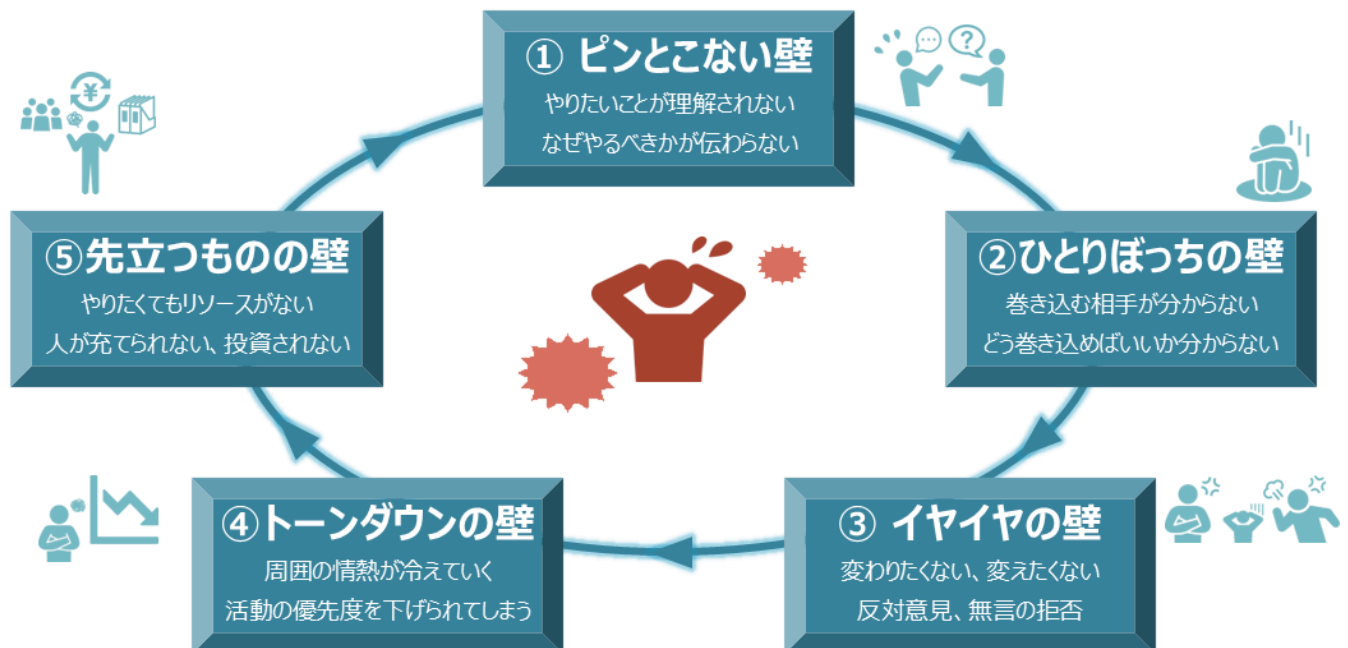 ① ピンとこない壁
やりたいことが理解されない
なぜやるべきかが伝わらない
②ひとりぼっちの壁
巻き込む相手が分からない
どう巻き込めばいいか分からない
③ イヤイヤの壁
変わりたくない、変えたくない
反対意見、無言の拒否
④トーンダウンの壁
周囲の情熱が冷えていく
活動の優先度を下げられてしまう
⑤先立つものの壁
やりたくてもリソースがない
人が充てられない、投資されない
?
¥